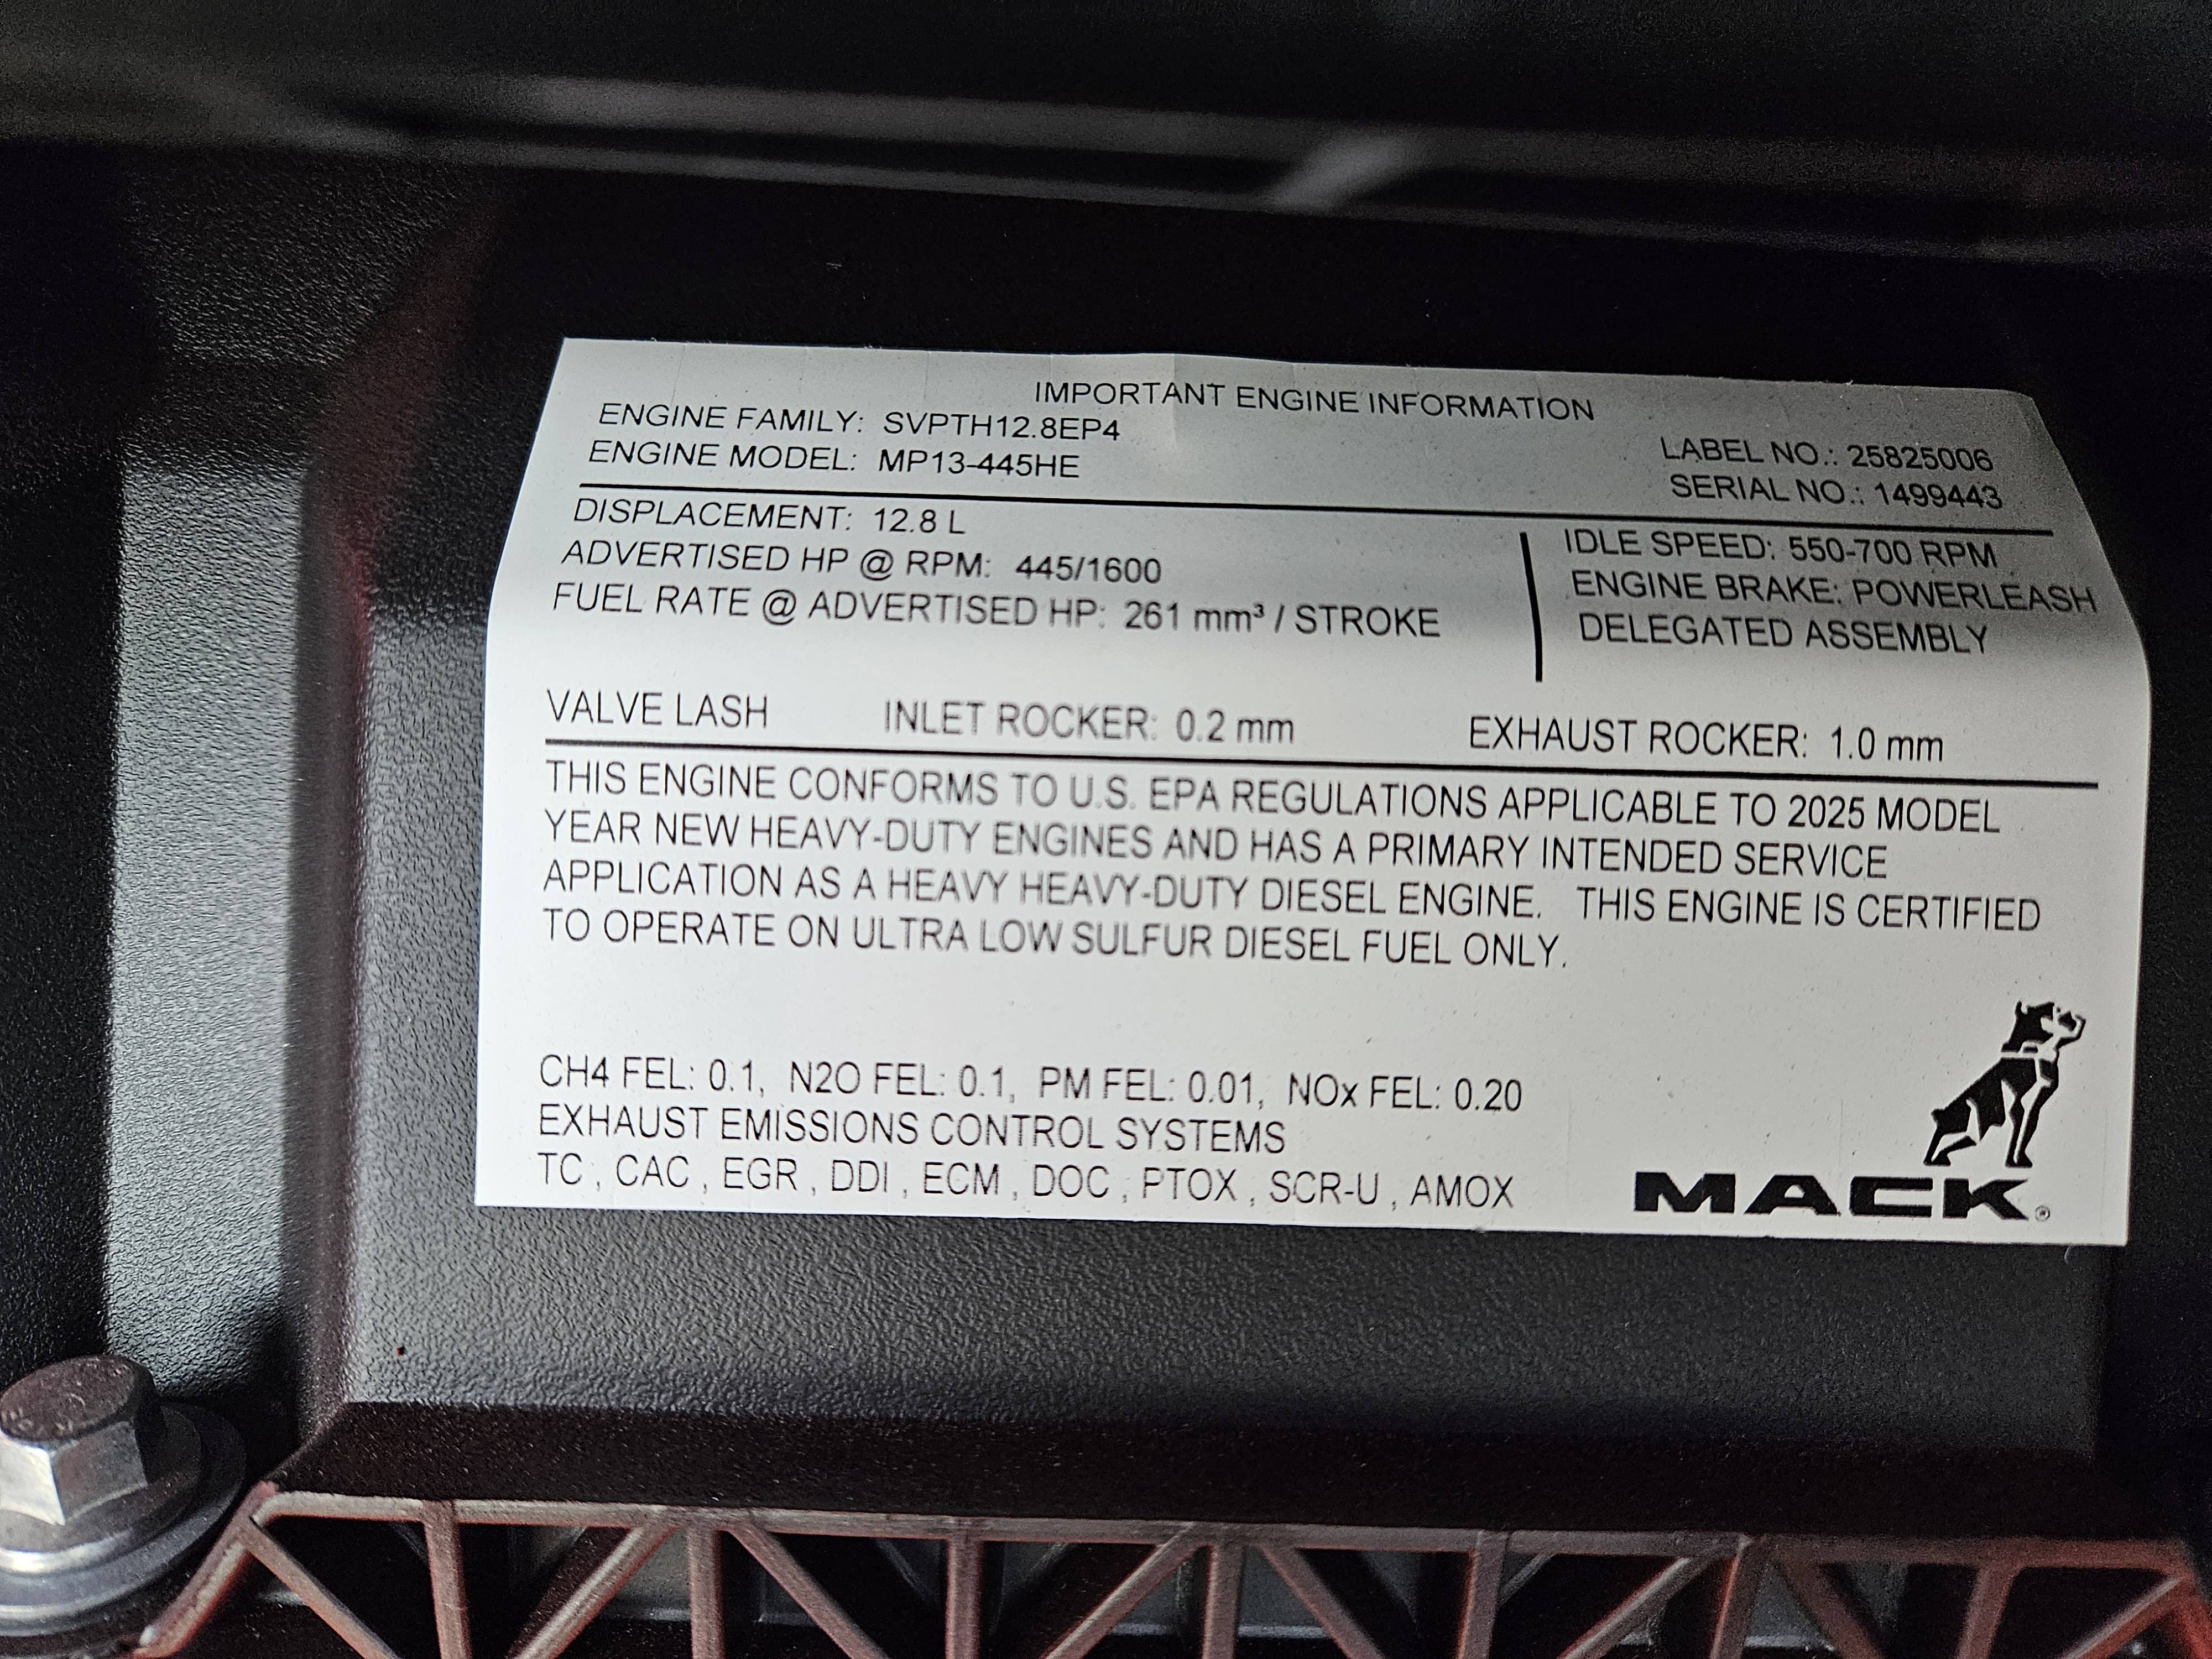 IMPORTANT ENGINE INFORMATION
ENGINE FAMILY: SVPTH12.8EP4
ENGINE MODEL: MP13-445HE
LABEL NO.: 25825006
SERIAL NO.: 1499443
DISPLACEMENT: 12.8 L
ADVERTISED HP @ RPM: 445/1600
FUEL RATE @ ADVERTISED HP: 261 mm³ / STROKE
IDLE SPEED: 550-700 RPM
ENGINE BRAKE: POWERLEASH
DELEGATED ASSEMBLY
VALVE LASH INLET ROCKER: 0.2 mm EXHAUST ROCKER: 1.0 mm
THIS ENGINE CONFORMS TO U.S. EPA REGULATIONS APPLICABLE TO 2025 MODEL
YEAR NEW HEAVY-DUTY ENGINES AND HAS A PRIMARY INTENDED SERVICE
APPLICATION AS A HEAVY HEAVY-DUTY DIESEL ENGINE. THIS ENGINE IS CERTIFIED
TO OPERATE ON ULTRA LOW SULFUR DIESEL FUEL ONLY.
CH4 FEL: 0.1, N2O FEL: 0.1, PM FEL: 0.01, NOx FEL: 0.20
EXHAUST EMISSIONS CONTROL SYSTEMS
TC , CAC , EGR , DDI , ECM , DOC , PTOX , SCR-U , AMOX
MACK®